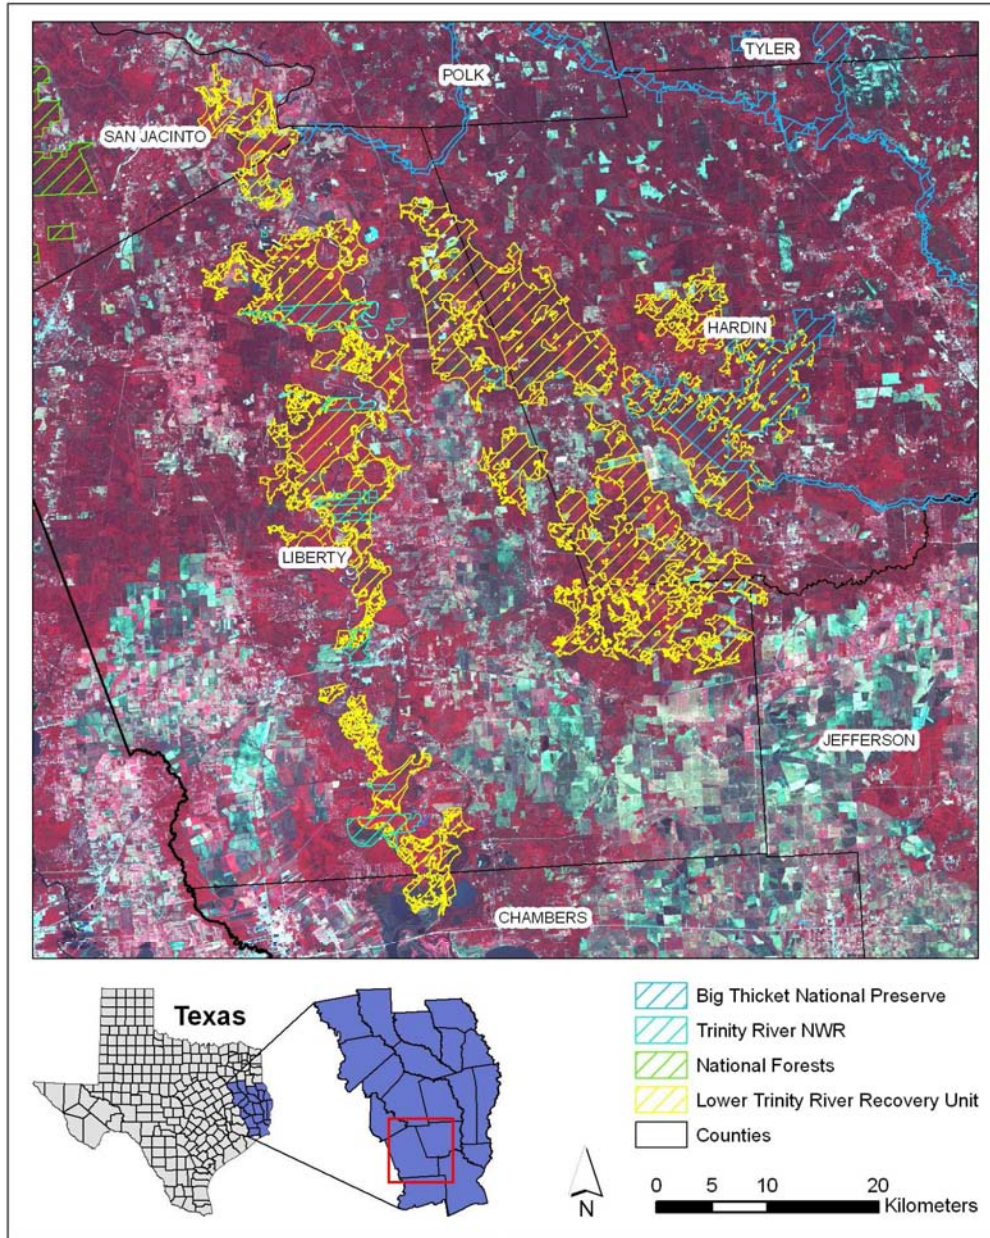 TYLER
POLK
SAN JACINTO
HARDIN
LIBERTY
JEFFERSON
CHAMBERS
Texas
Big Thicket National Preserve
Trinity River NWR
National Forests
Lower Trinity River Recovery Unit
Counties
N
0 5 10 20
Kilometers